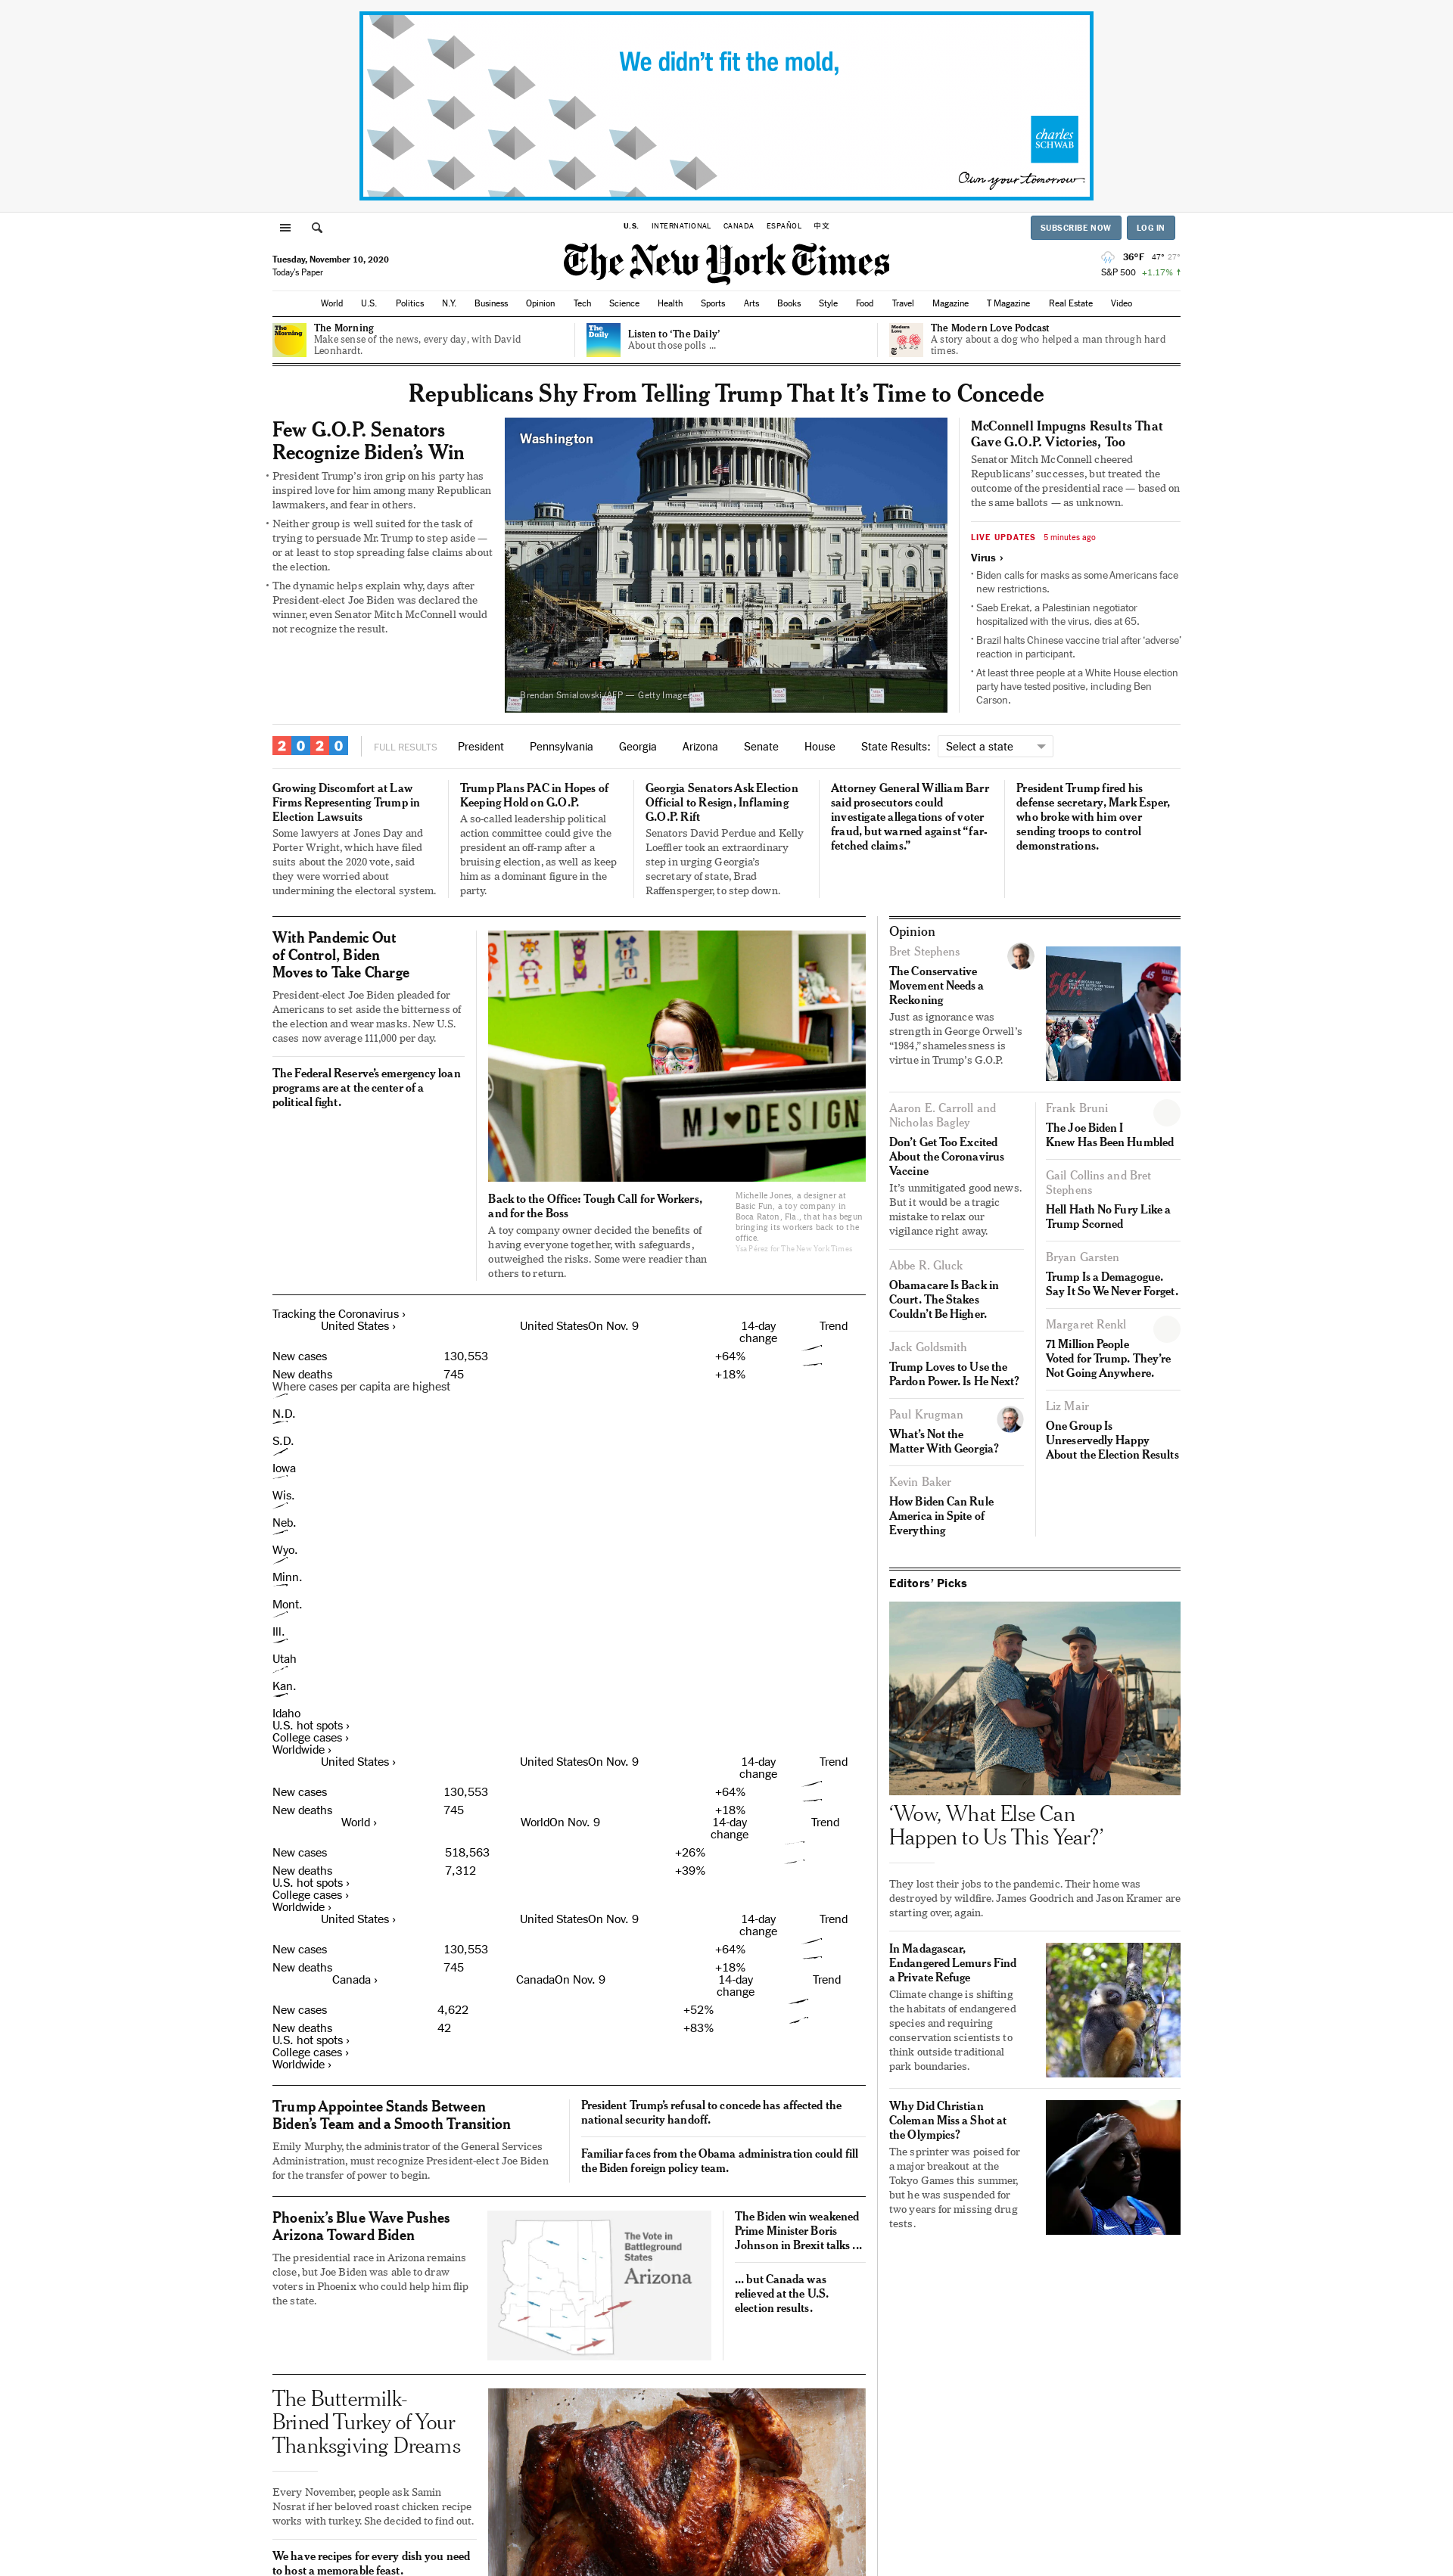 We didn't fit the mold,
charles
SCHWAB
Own your tomorrow.
U.S. INTERNATIONAL CANADA ESPAÑOL 中文
SUBSCRIBE NOW LOG IN
Tuesday, November 10, 2020
Today's Paper
The New York Times
36°F 47° 27°
S&P 500 +1.17%
World U.S. Politics N.Y. Business Opinion Tech Science Health Sports Arts Books Style Food Travel Magazine T Magazine Real Estate Video
The Morning
The Morning
Make sense of the news, every day, with David
Leonhardt.
The Daily
Listen to ‘The Daily’
About those polls ...
Modern Love
The Modern Love Podcast
A story about a dog who helped a man through hard
times.
Republicans Shy From Telling Trump That It’s Time to Concede
Few G.O.P. Senators
Recognize Biden’s Win
• President Trump’s iron grip on his party has
inspired love for him among many Republican
lawmakers, and fear in others.
• Neither group is well suited for the task of
trying to persuade Mr. Trump to step aside —
or at least to stop spreading false claims about
the election.
• The dynamic helps explain why, days after
President-elect Joe Biden was declared the
winner, even Senator Mitch McConnell would
not recognize the result.
Washington
Brendan Smialowski/AFP — Getty Images
McConnell Impugns Results That
Gave G.O.P. Victories, Too
Senator Mitch McConnell cheered
Republicans’ successes, but treated the
outcome of the presidential race — based on
the same ballots — as unknown.
LIVE UPDATES 5 minutes ago
Virus ›
• Biden calls for masks as some Americans face
new restrictions.
• Saeb Erekat, a Palestinian negotiator
hospitalized with the virus, dies at 65.
• Brazil halts Chinese vaccine trial after ‘adverse’
reaction in participant.
• At least three people at a White House election
party have tested positive, including Ben
Carson.
2020 FULL RESULTS President Pennsylvania Georgia Arizona Senate House State Results: Select a state
Growing Discomfort at Law
Firms Representing Trump in
Election Lawsuits
Some lawyers at Jones Day and
Porter Wright, which have filed
suits about the 2020 vote, said
they were worried about
undermining the electoral system.
Trump Plans PAC in Hopes of
Keeping Hold on G.O.P.
A so-called leadership political
action committee could give the
president an off-ramp after a
bruising election, as well as keep
him as a dominant figure in the
party.
Georgia Senators Ask Election
Official to Resign, Inflaming
G.O.P. Rift
Senators David Perdue and Kelly
Loeffler took an extraordinary
step in urging Georgia’s
secretary of state, Brad
Raffensperger, to step down.
Attorney General William Barr
said prosecutors could
investigate allegations of voter
fraud, but warned against “far-
fetched claims.”
President Trump fired his
defense secretary, Mark Esper,
who broke with him over
sending troops to control
demonstrations.
With Pandemic Out
of Control, Biden
Moves to Take Charge
President-elect Joe Biden pleaded for
Americans to set aside the bitterness of
the election and wear masks. New U.S.
cases now average 111,000 per day.
The Federal Reserve’s emergency loan
programs are at the center of a
political fight.
MJ♥DESIGN
Back to the Office: Tough Call for Workers,
and for the Boss
A toy company owner decided the benefits of
having everyone together, with safeguards,
outweighed the risks. Some were readier than
others to return.
Michelle Jones, a designer at
Basic Fun, a toy company in
Boca Raton, Fla., that has begun
bringing its workers back to the
office.
Ysa Pérez for The New York Times
Tracking the Coronavirus ›
United States › United StatesOn Nov. 9 14-day
change Trend
New cases 130,553 +64%
New deaths 745 +18%
Where cases per capita are highest
N.D.
S.D.
Iowa
Wis.
Neb.
Wyo.
Minn.
Mont.
Ill.
Utah
Kan.
Idaho
U.S. hot spots ›
College cases ›
Worldwide ›
United States › United StatesOn Nov. 9 14-day
change Trend
New cases 130,553 +64%
New deaths 745 +18%
World › WorldOn Nov. 9 14-day
change Trend
New cases 518,563 +26%
New deaths 7,312 +39%
U.S. hot spots ›
College cases ›
Worldwide ›
United States › United StatesOn Nov. 9 14-day
change Trend
New cases 130,553 +64%
New deaths 745 +18%
Canada › CanadaOn Nov. 9 14-day
change Trend
New cases 4,622 +52%
New deaths 42 +83%
U.S. hot spots ›
College cases ›
Worldwide ›
Trump Appointee Stands Between
Biden’s Team and a Smooth Transition
Emily Murphy, the administrator of the General Services
Administration, must recognize President-elect Joe Biden
for the transfer of power to begin.
President Trump’s refusal to concede has affected the
national security handoff.
Familiar faces from the Obama administration could fill
the Biden foreign policy team.
Phoenix’s Blue Wave Pushes
Arizona Toward Biden
The presidential race in Arizona remains
close, but Joe Biden was able to draw
voters in Phoenix who could help him flip
the state.
The Vote in
Battleground
States
Arizona
The Biden win weakened
Prime Minister Boris
Johnson in Brexit talks ...
... but Canada was
relieved at the U.S.
election results.
The Buttermilk-
Brined Turkey of Your
Thanksgiving Dreams
Every November, people ask Samin
Nosrat if her beloved roast chicken recipe
works with turkey. She decided to find out.
We have recipes for every dish you need
to host a memorable feast.
Opinion
Bret Stephens
The Conservative
Movement Needs a
Reckoning
Just as ignorance was
strength in George Orwell’s
“1984,” shamelessness is
virtue in Trump’s G.O.P.
56%
45
Aaron E. Carroll and
Nicholas Bagley
Don’t Get Too Excited
About the Coronavirus
Vaccine
It’s unmitigated good news.
But it would be a tragic
mistake to relax our
vigilance right away.
Abbe R. Gluck
Obamacare Is Back in
Court. The Stakes
Couldn’t Be Higher.
Jack Goldsmith
Trump Loves to Use the
Pardon Power. Is He Next?
Paul Krugman
What’s Not the
Matter With Georgia?
Kevin Baker
How Biden Can Rule
America in Spite of
Everything
Frank Bruni
The Joe Biden I
Knew Has Been Humbled
Gail Collins and Bret
Stephens
Hell Hath No Fury Like a
Trump Scorned
Bryan Garsten
Trump Is a Demagogue.
Say It So We Never Forget.
Margaret Renkl
71 Million People
Voted for Trump. They’re
Not Going Anywhere.
Liz Mair
One Group Is
Unreservedly Happy
About the Election Results
Editors’ Picks
‘Wow, What Else Can
Happen to Us This Year?’
They lost their jobs to the pandemic. Their home was
destroyed by wildfire. James Goodrich and Jason Kramer are
starting over, again.
In Madagascar,
Endangered Lemurs Find
a Private Refuge
Climate change is shifting
the habitats of endangered
species and requiring
conservation scientists to
think outside traditional
park boundaries.
Why Did Christian
Coleman Miss a Shot at
the Olympics?
The sprinter was poised for
a major breakout at the
Tokyo Games this summer,
but he was suspended for
two years for missing drug
tests.